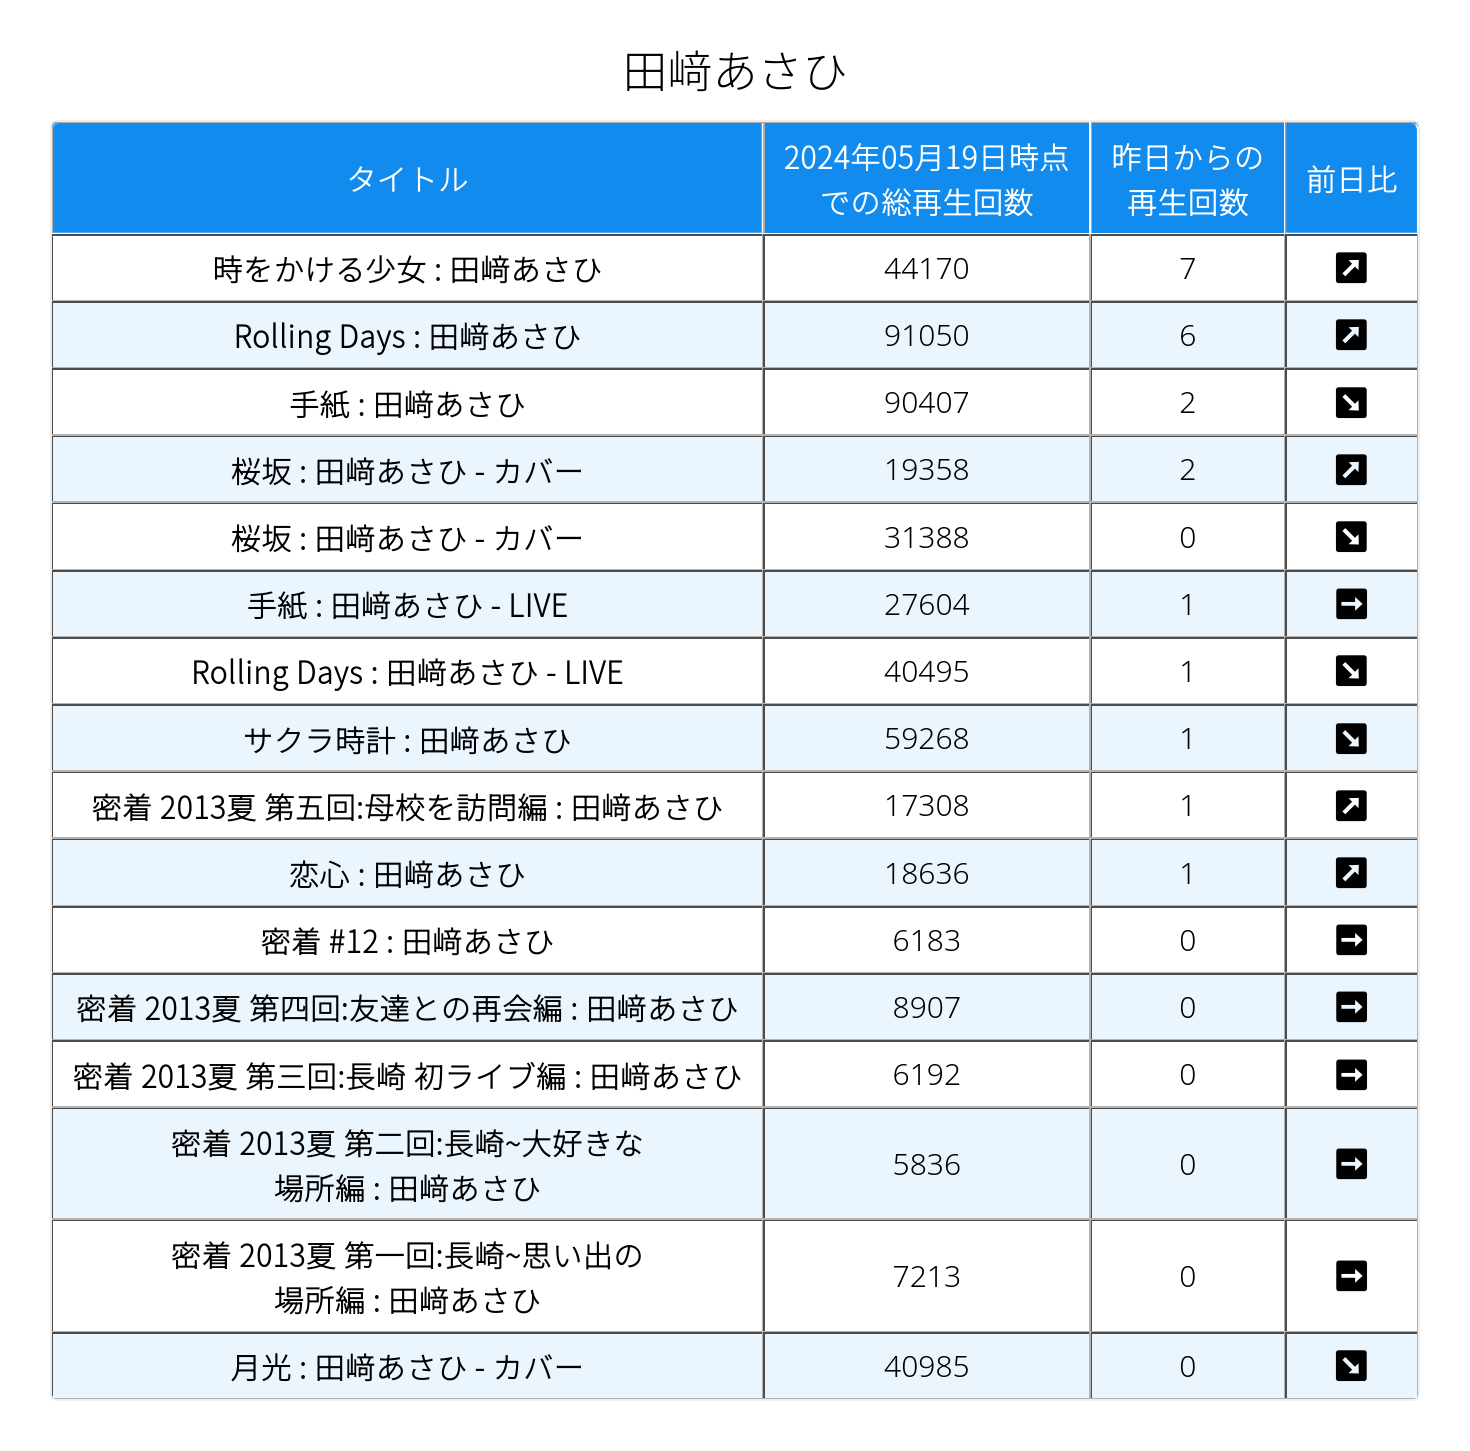 田﨑あさひ
タイトル
2024年05月19日時点
での総再生回数
昨日からの
再生回数
前日比
時をかける少女 : 田﨑あさひ
44170
7
Rolling Days : 田﨑あさひ
91050
6
手紙 : 田﨑あさひ
90407
2
桜坂 : 田﨑あさひ - カバー
19358
2
桜坂 : 田﨑あさひ - カバー
31388
0
手紙 : 田﨑あさひ - LIVE
27604
1
Rolling Days : 田﨑あさひ - LIVE
40495
1
サクラ時計 : 田﨑あさひ
59268
1
密着 2013夏 第五回:母校を訪問編 : 田﨑あさひ
17308
1
恋心 : 田﨑あさひ
18636
1
密着 #12 : 田﨑あさひ
6183
0
密着 2013夏 第四回:友達との再会編 : 田﨑あさひ
8907
0
密着 2013夏 第三回:長崎 初ライブ編 : 田﨑あさひ
6192
0
密着 2013夏 第二回:長崎~大好きな
場所編 : 田﨑あさひ
5836
0
密着 2013夏 第一回:長崎~思い出の
場所編 : 田﨑あさひ
7213
0
月光 : 田﨑あさひ - カバー
40985
0